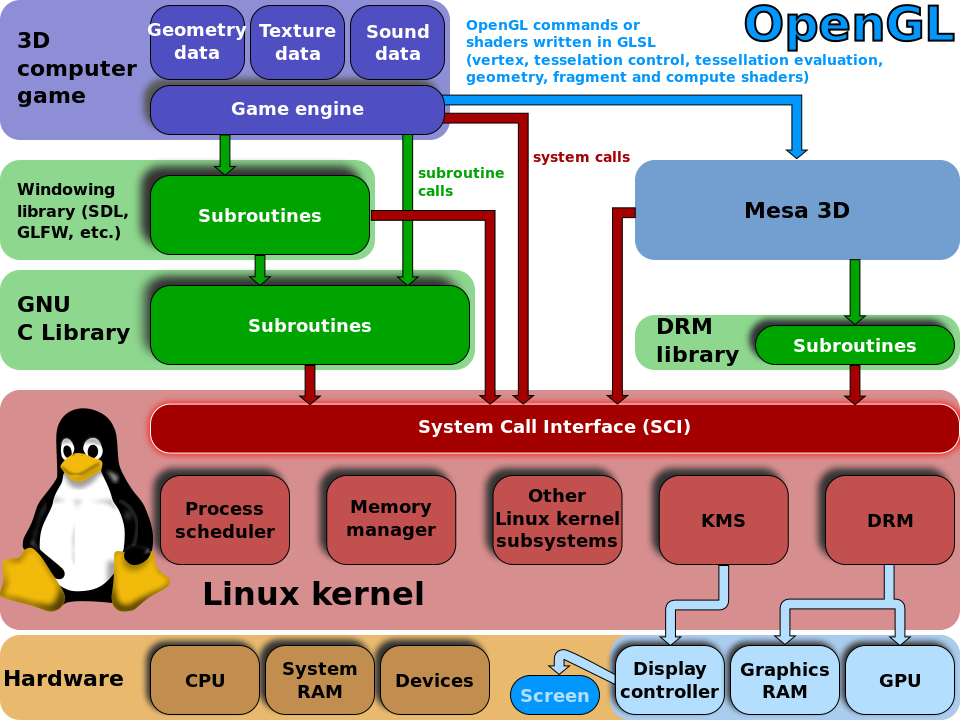 3D
computer
game
Geometry
data
Texture
data
Sound
data
Game engine
OpenGL commands or
shaders written in GLSL
(vertex, tesselation control, tessellation evaluation,
geometry, fragment and compute shaders)
OpenGL
subroutine
calls
system calls
Windowing
library (SDL,
GLFW, etc.)
Subroutines
Mesa 3D
GNU
C Library
Subroutines
DRM
library
Subroutines
System Call Interface (SCI)
Process
scheduler
Memory
manager
Other
Linux kernel
subsystems
KMS
DRM
Linux kernel
Hardware
CPU
System
RAM
Devices
Screen
Display
controller
Graphics
RAM
GPU